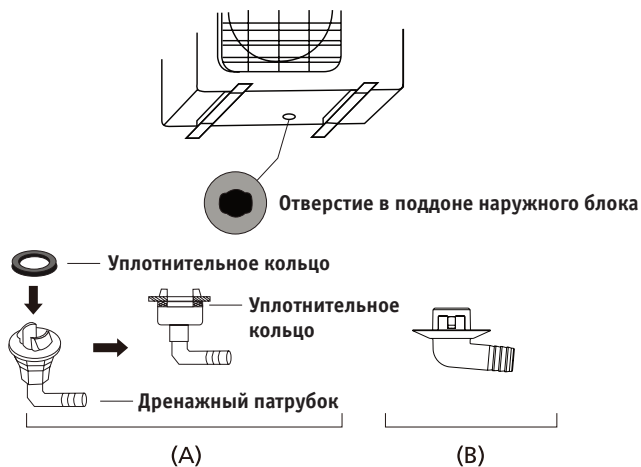 Отверстие в поддоне наружного блока
Уплотнительное кольцо
Уплотнительное
кольцо
Дренажный патрубок
(A)
(B)